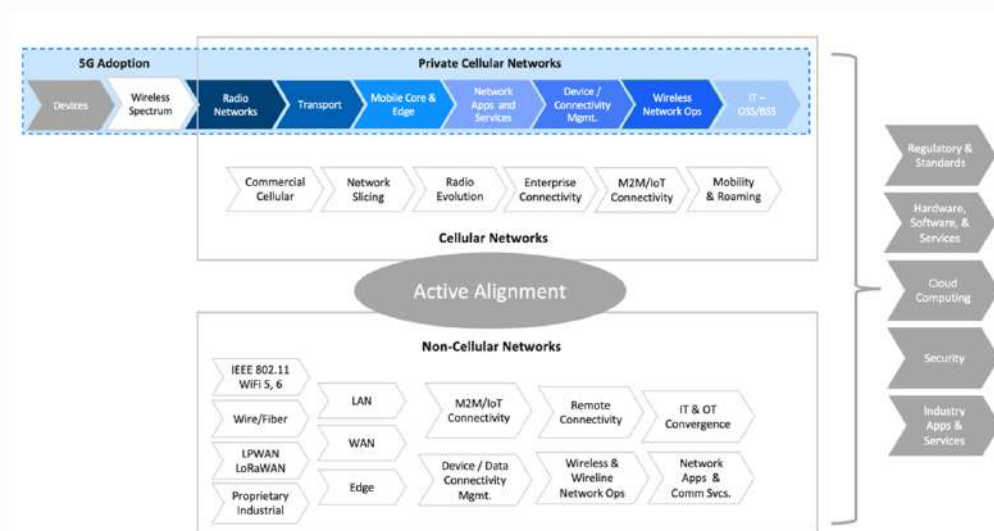 5G Adoption
Private Cellular Networks
Devices
Wireless
Spectrum
Radio
Networks
Transport
Mobile Core &
Edge
Network
Apps and
Services
Device /
Connectivity
Mgmt.
Wireless
Network Ops
IT –
OSS/BSS
Commercial
Cellular
Network
Slicing
Radio
Evolution
Enterprise
Connectivity
M2M/IoT
Connectivity
Mobility
& Roaming
Cellular Networks
Active Alignment
Non-Cellular Networks
IEEE 802.11
WiFi 5, 6
Wire/Fiber
LPWAN
LoRaWAN
Proprietary
Industrial
LAN
WAN
Edge
M2M/IoT
Connectivity
Remote
Connectivity
IT & OT
Convergence
Device / Data
Connectivity
Mgmt.
Wireless &
Wireline
Network Ops
Network
Apps &
Comm Svcs.
Regulatory &
Standards
Hardware,
Software, &
Services
Cloud
Computing
Security
Industry
Apps &
Services